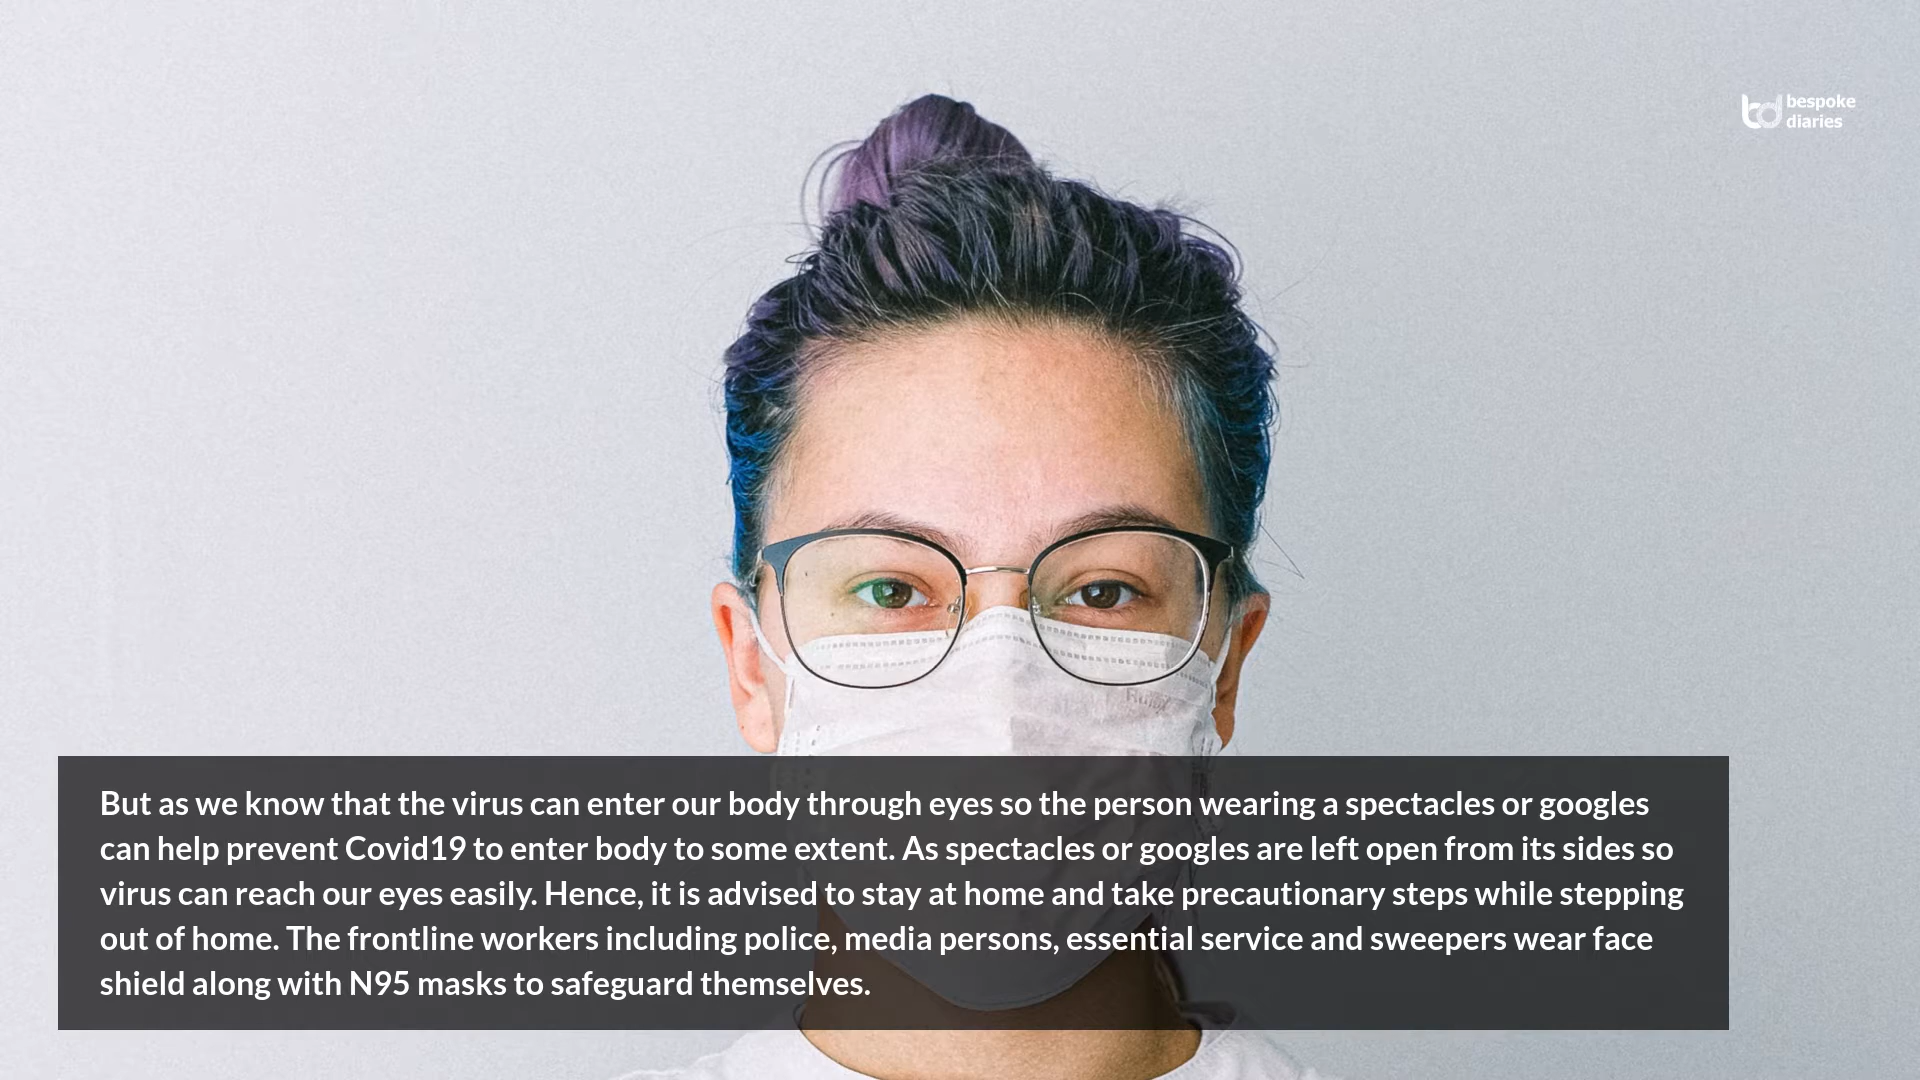 bespoke
diaries
But as we know that the virus can enter our body through eyes so the person wearing a spectacles or googles
can help prevent Covid19 to enter body to some extent. As spectacles or googles are left open from its sides so
virus can reach our eyes easily. Hence, it is advised to stay at home and take precautionary steps while stepping
out of home. The frontline workers including police, media persons, essential service and sweepers wear face
shield along with N95 masks to safeguard themselves.